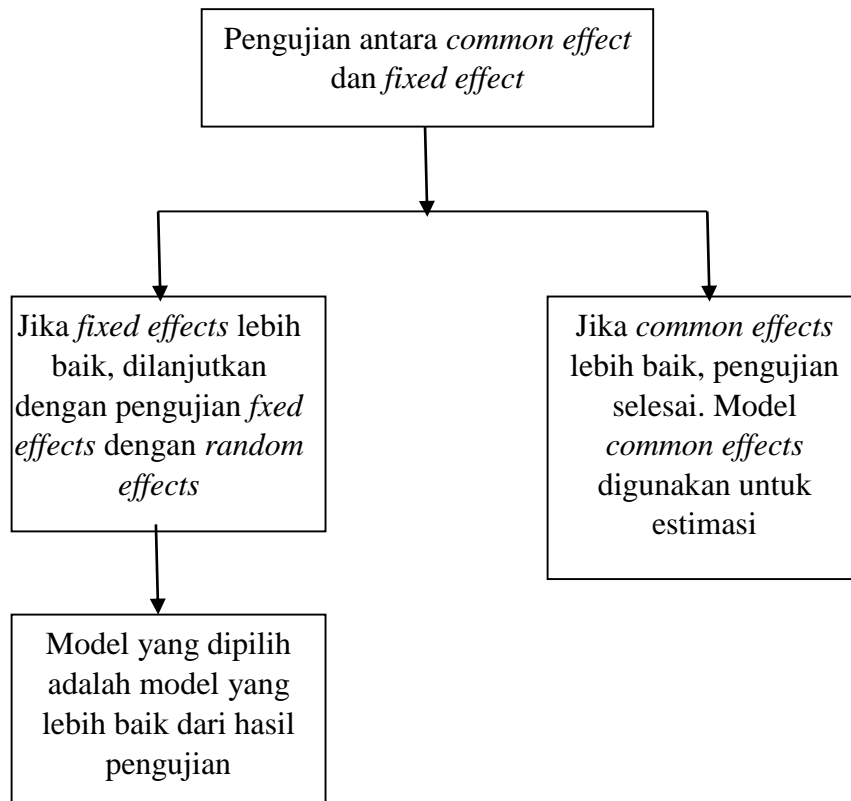 Pengujian antara common effect
dan fixed effect
Jika fixed effects lebih
baik, dilanjutkan
dengan pengujian fxed
effects dengan random
effects
Jika common effects
lebih baik, pengujian
selesai. Model
common effects
digunakan untuk
estimasi
Model yang dipilih
adalah model yang
lebih baik dari hasil
pengujian